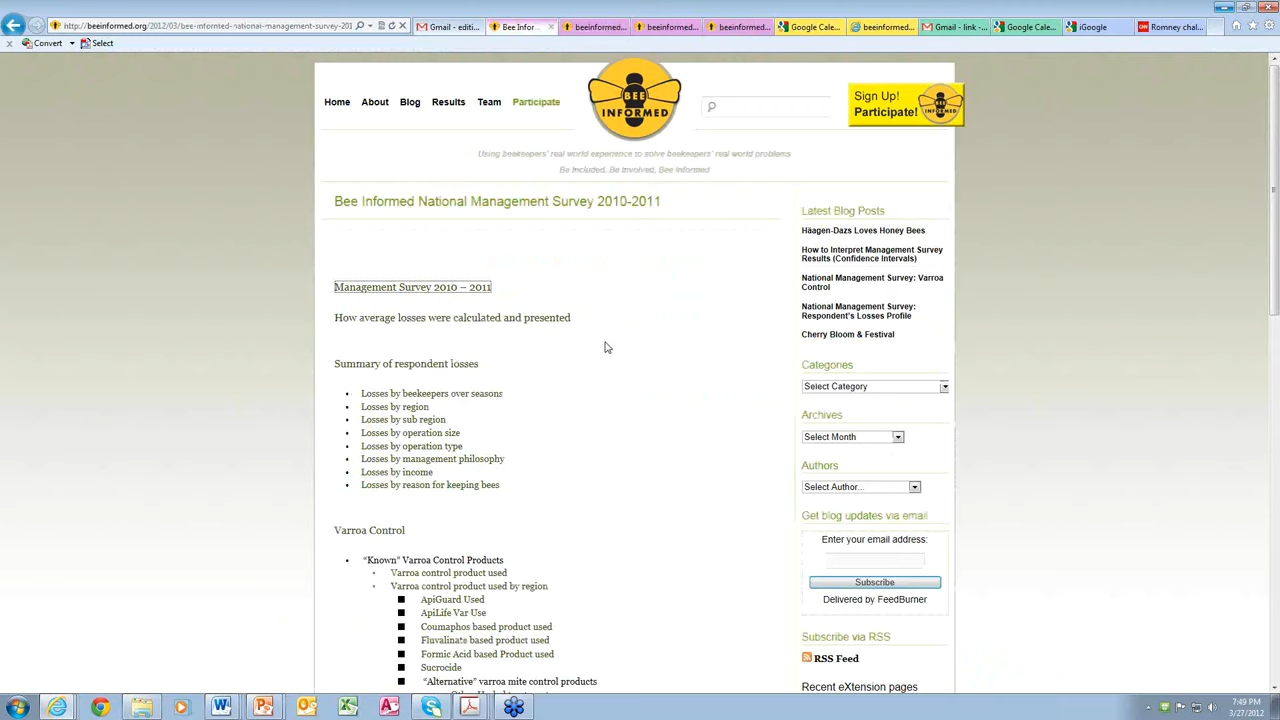 http://beeinformed.org/2012/03/bee-informted-national-management-survey-201
Gmail - editi...
Bee Infor...
beeinformed...
beeinformed...
beeinformed...
Google Cale...
beeinformed...
Gmail - link -...
Google Cale...
iGoogle
Romney chal...
Convert
Select
Home
About
Blog
Results
Team
Participate
BEE
INFORMED
Sign Up!
Participate!
Using beekeepers' real world experience to solve beekeepers' real world problems
Be Included. Be Involved, Bee Informed
Bee Informed National Management Survey 2010-2011
Management Survey 2010 – 2011
How average losses were calculated and presented
Summary of respondent losses
Losses by beekeepers over seasons
Losses by region
Losses by sub region
Losses by operation size
Losses by operation type
Losses by management philosophy
Losses by income
Losses by reason for keeping bees
Varroa Control
“Known” Varroa Control Products
Varroa control product used
Varroa control product used by region
ApiGuard Used
ApiLife Var Use
Coumaphos based product used
Fluvalinate based product used
Formic Acid based Product used
Sucrocide
“Alternative” varroa mite control products
Latest Blog Posts
Häagen-Dazs Loves Honey Bees
How to Interpret Management Survey
Results (Confidence Intervals)
National Management Survey: Varroa
Control
National Management Survey:
Respondent's Losses Profile
Cherry Bloom & Festival
Categories
Select Category
Archives
Select Month
Authors
Select Author...
Get blog updates via email
Enter your email address:
Subscribe
Delivered by FeedBurner
Subscribe via RSS
RSS Feed
Recent eXtension pages
7:49 PM
3/27/2012